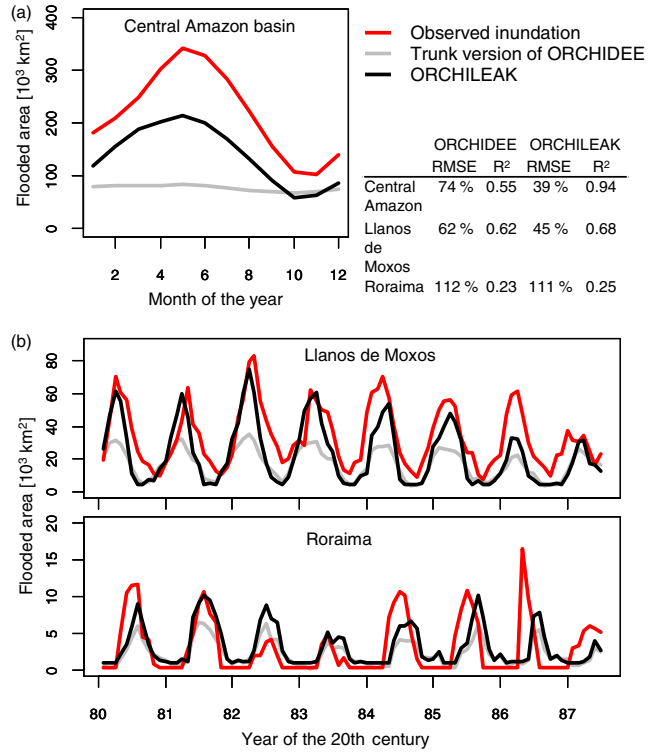 (a)
Central Amazon basin
Flooded area [10³ km²]
400
300
200
100
0
2 4 6 8 10 12
Month of the year
Observed inundation
Trunk version of ORCHIDEE
ORCHILEAK
ORCHIDEE ORCHILEAK
RMSE R² RMSE R²
Central Amazon 74 % 0.55 39 % 0.94
Llanos de Moxos 62 % 0.62 45 % 0.68
Roraima 112 % 0.23 111 % 0.25
(b)
Llanos de Moxos
Flooded area [10³ km²]
80
60
40
20
0
Roraima
20
15
10
5
0
80 81 82 83 84 85 86 87
Year of the 20th century